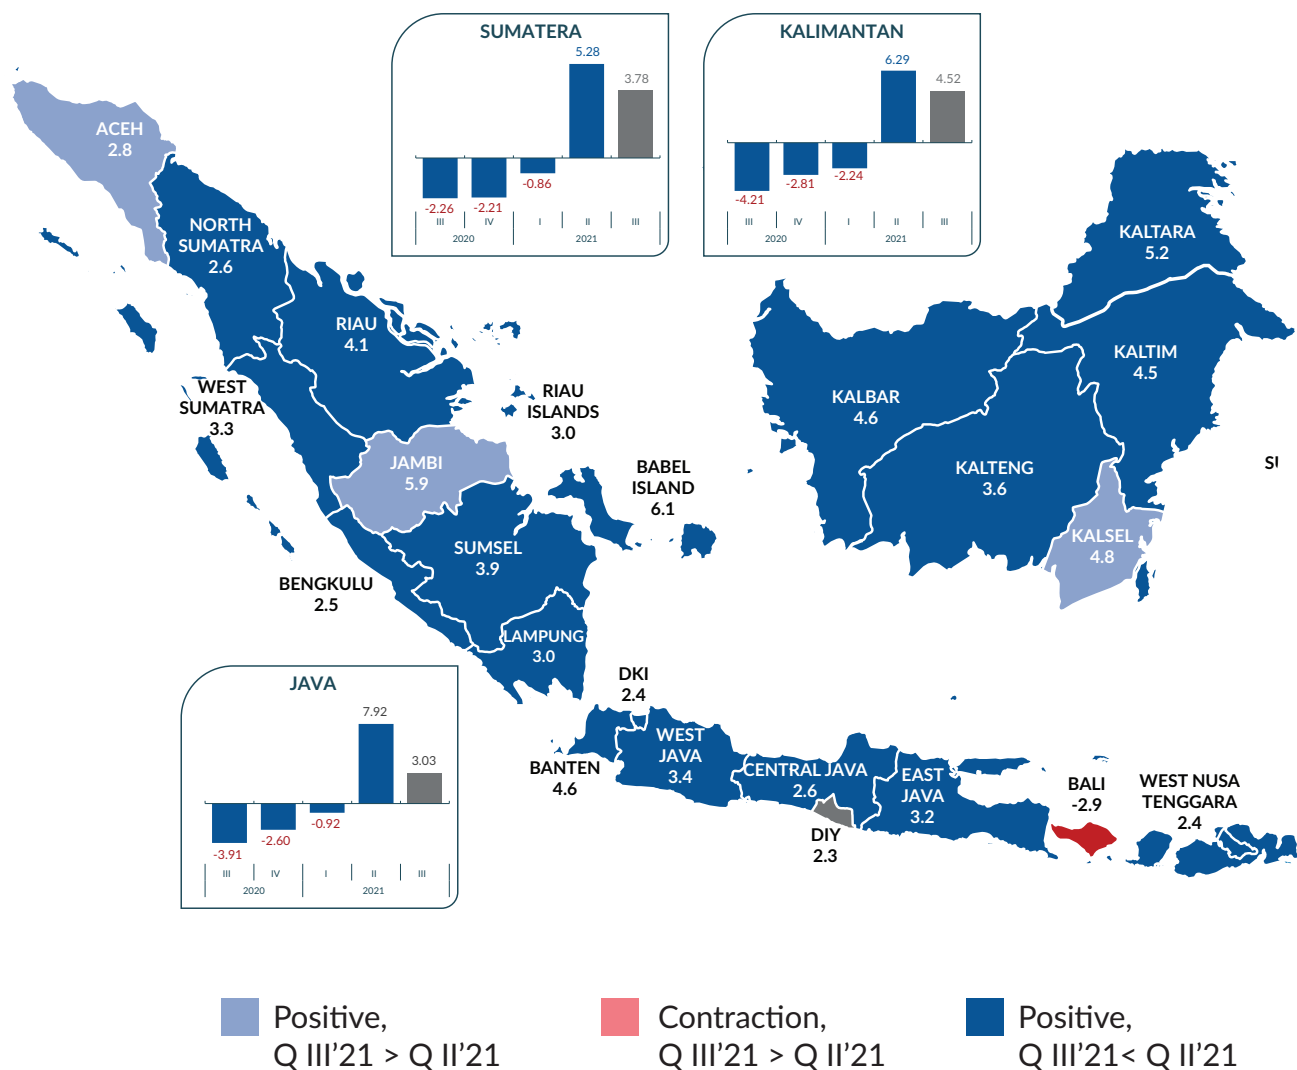 SUMATERA
5.28
3.78
-0.86
-2.26
-2.21
III
IV
I
II
III
2020
2021
KALIMANTAN
6.29
4.52
-2.24
-2.81
-4.21
III
IV
I
II
III
2020
2021
ACEH
2.8
NORTH
SUMATRA
2.6
RIAU
4.1
WEST
SUMATRA
3.3
RIAU
ISLANDS
3.0
JAMBI
5.9
BABEL
ISLAND
6.1
SUMSEL
3.9
BENGKULU
2.5
LAMPUNG
3.0
KALTARA
5.2
KALTIM
4.5
KALBAR
4.6
KALTENG
3.6
KALSEL
4.8
JAVA
7.92
3.03
-0.92
-2.60
-3.91
III
IV
I
II
III
2020
2021
DKI
2.4
BANTEN
4.6
WEST
JAVA
3.4
CENTRAL JAVA
2.6
DIY
2.3
EAST
JAVA
3.2
BALI
-2.9
WEST NUSA
TENGGARA
2.4
Positive,
Q III’21 > Q II’21
Contraction,
Q III’21 > Q II’21
Positive,
Q III’21< Q II’21